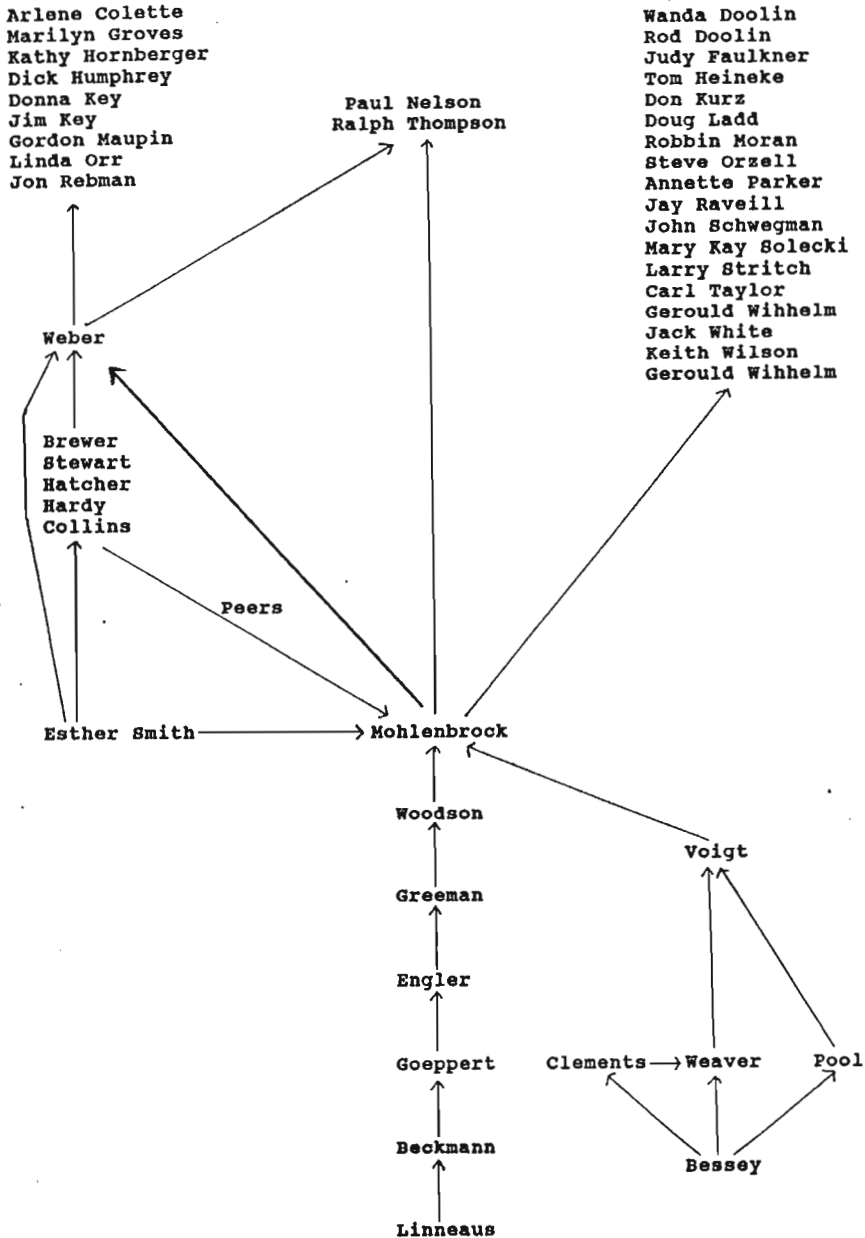 Arlene Colette
Marilyn Groves
Kathy Hornberger
Dick Humphrey
Donna Key
Jim Key
Gordon Maupin
Linda Orr
Jon Rebman
Paul Nelson
Ralph Thompson
Wanda Doolin
Rod Doolin
Judy Faulkner
Tom Heineke
Don Kurz
Doug Ladd
Robbin Moran
Steve Orzell
Annette Parker
Jay Raveill
John Schwegman
Mary Kay Solecki
Larry Stritch
Carl Taylor
Gerould Wihhelm
Jack White
Keith Wilson
Gerould Wihhelm
Weber
Brewer
Stewart
Hatcher
Hardy
Collins
Peers
Esther Smith
Mohlenbrock
Woodson
Voigt
Greeman
Engler
Goeppert
Clements
Weaver
Pool
Beckmann
Bessey
Linneaus